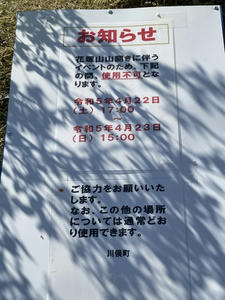 お知らせ
花塚山山開きに伴う
イベントのため、下記
の間、使用不可とな
ります。
令和5年4月22日
(土)17:00
～
令和5年4月23日
(日)15:00
* ご協力をお願いいた
します。
なお、この他の場所
については通常とお
り使用できます。
川俣町